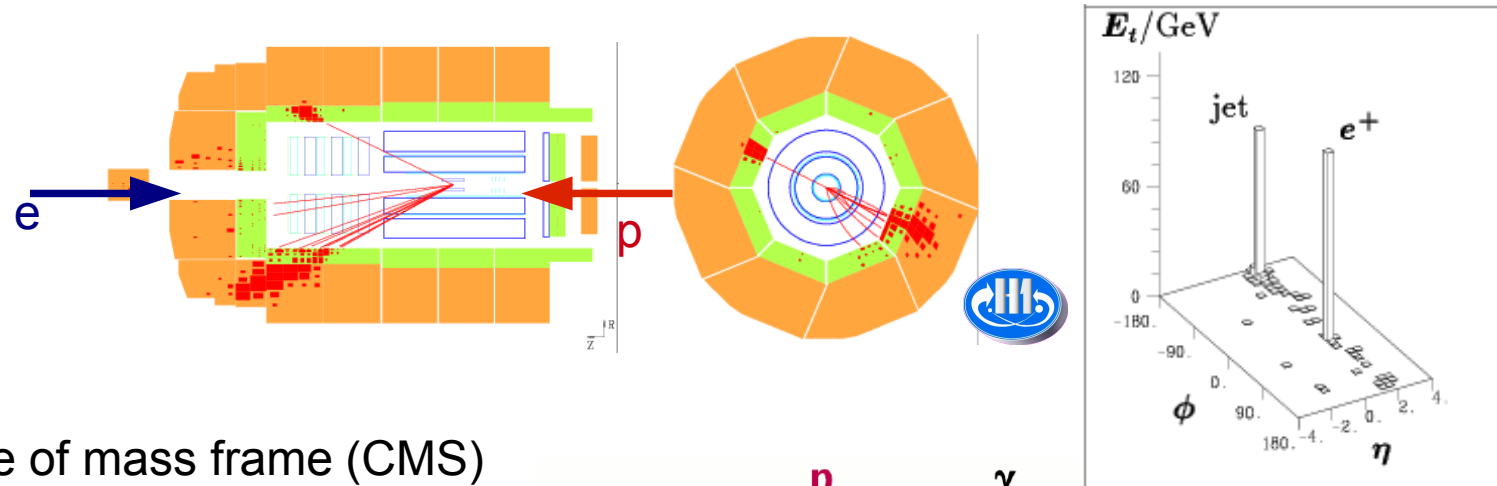 e
p
R
Z
H1
E_t/GeV
120
60
0
jet
e⁺
-180.
-90.
0.
90.
180.
ϕ
-4.
-2.
0.
2.
4.
η
e of mass frame (CMS)
p
γ